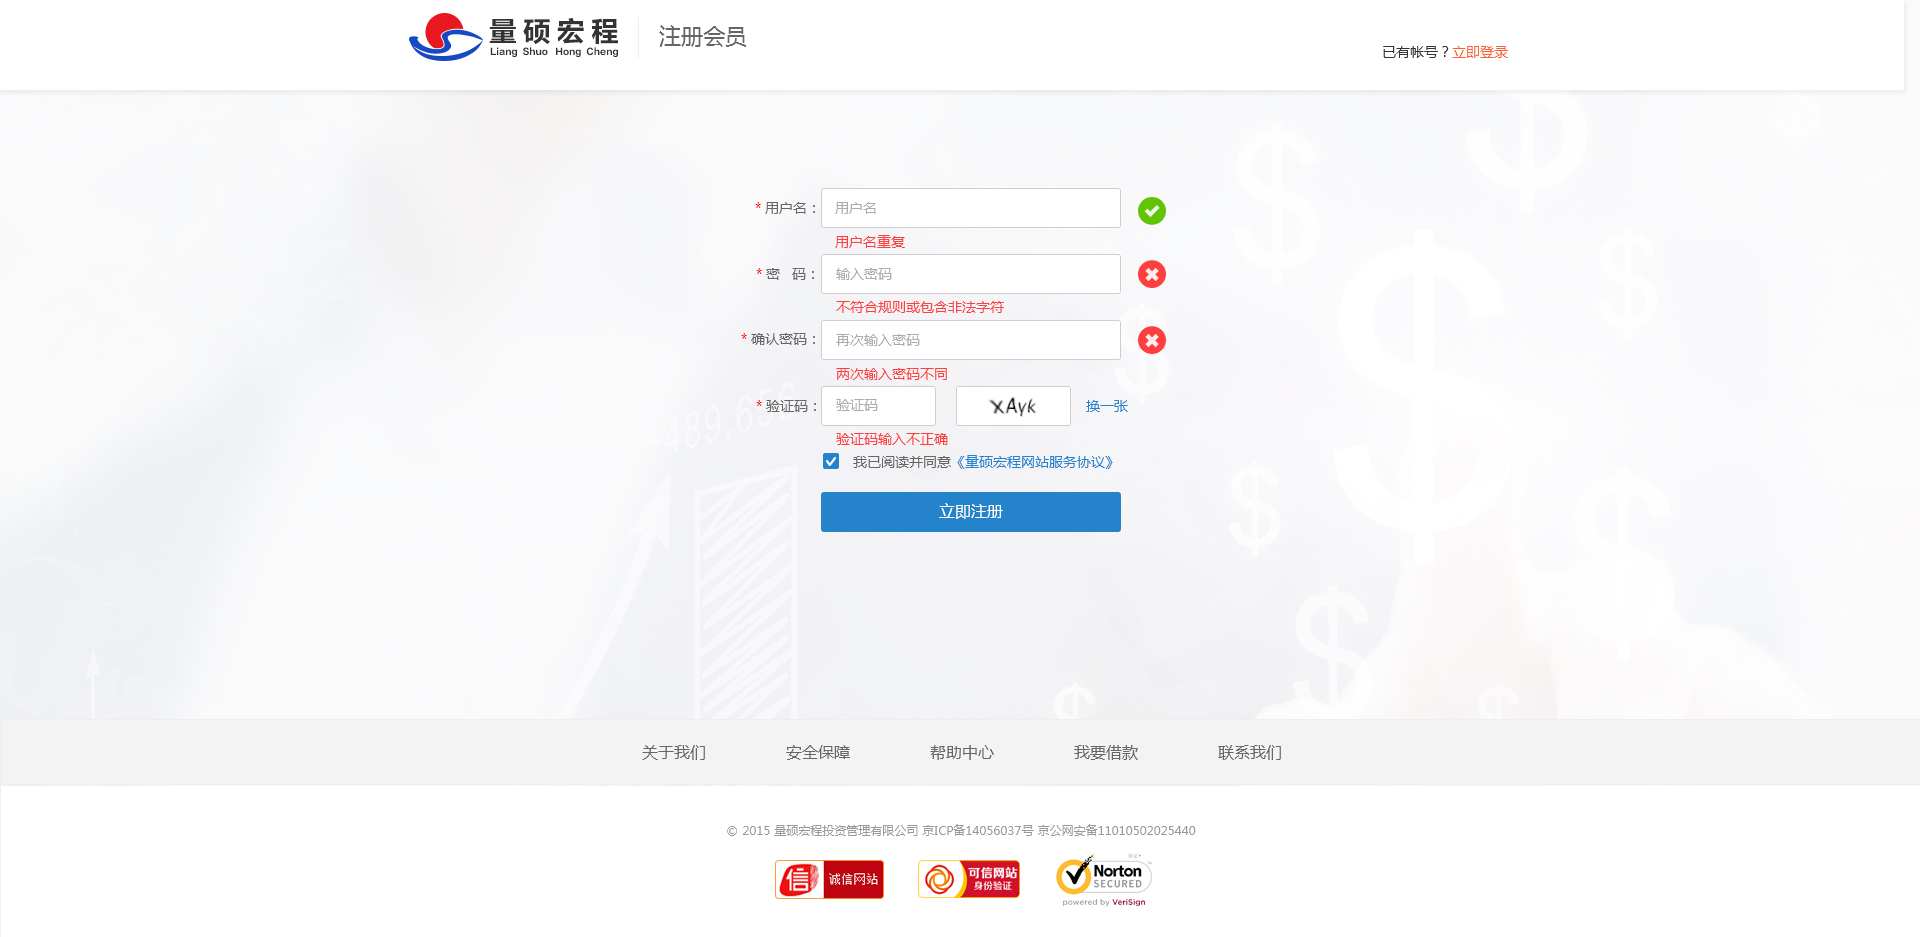 量硕宏程
Liang Shuo Hong Cheng
注册会员
已有帐号？立即登录
* 用户名： 用户名
用户名重复
* 密 码： 输入密码
不符合规则或包含非法字符
* 确认密码： 再次输入密码
两次输入密码不同
* 验证码： 验证码 xAyk 换一张
验证码输入不正确
我已阅读并同意《量硕宏程网站服务协议》
立即注册
+489,656
关于我们 安全保障 帮助中心 我要借款 联系我们
© 2015 量硕宏程投资管理有限公司 京ICP备14056037号 京公网安备11010502025440
信 诚信网站
可信网站
身份验证
Norton
SECURED
powered by VeriSign